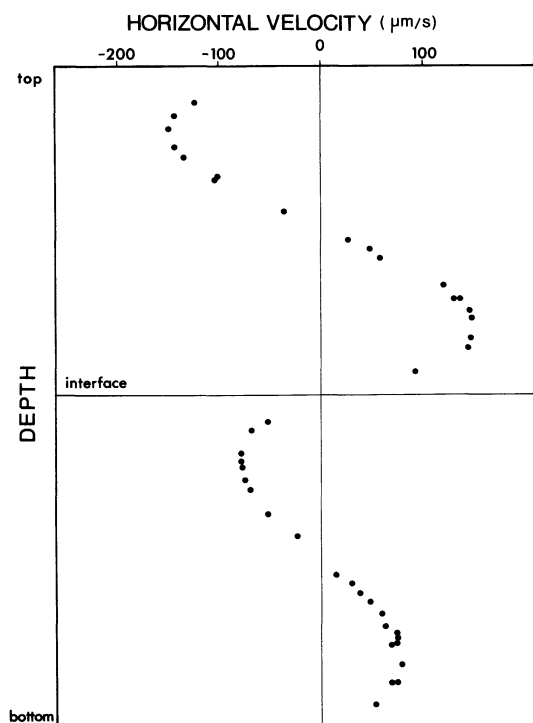 HORIZONTAL VELOCITY (µm/s)
-200 -100 0 100
top
interface
DEPTH
bottom